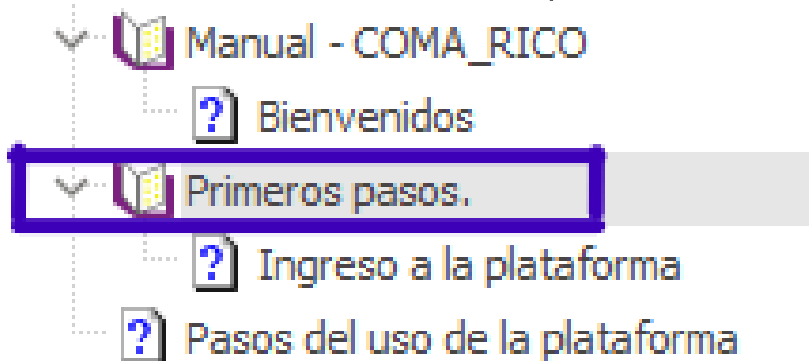 Manual - COMA_RICO
Bienvenidos
Primeros pasos.
Ingreso a la plataforma
Pasos del uso de la plataforma